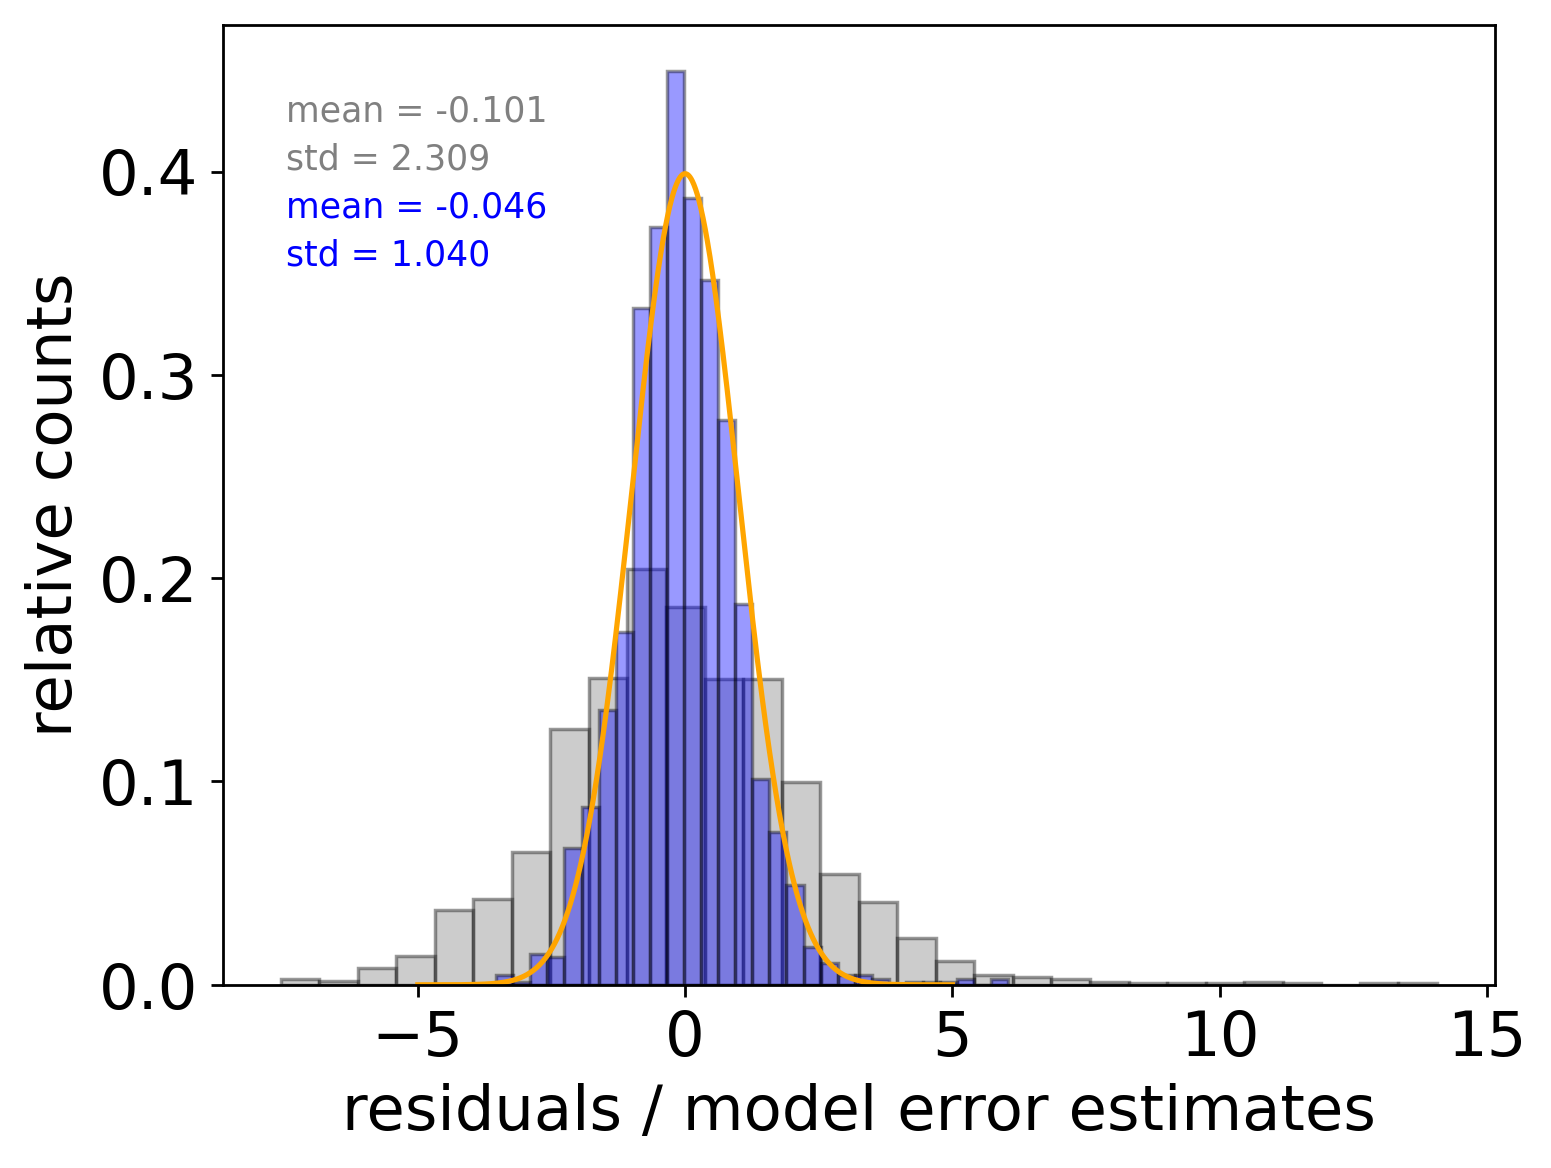 mean = -0.101
std = 2.309
mean = -0.046
std = 1.040
0.4
0.3
0.2
0.1
0.0
relative counts
−5 0 5 10 15
residuals / model error estimates